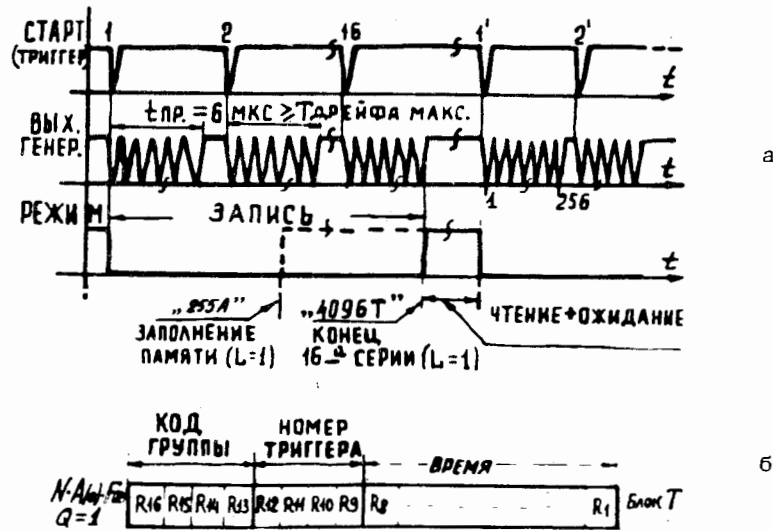 СТАРТ 1 2 16 1' 2'
(ТРИГГЕР
t
tпр. = 6 мкс ≥ Tдрейфа макс.
ВЫХ.
ГЕНЕР.
t
а
1 256
РЕЖИМ ЗАПИСЬ
t
„255А"
ЗАПОЛНЕНИЕ
ПАМЯТИ (L=1)
„4096Т"
КОНЕЦ
16-й СЕРИИ (L=1)
ЧТЕНИЕ+ОЖИДАНИЕ
КОД
ГРУППЫ
НОМЕР
ТРИГГЕРА
ВРЕМЯ
б
Q=1
R16 R15 R14 R13 R12 R11 R10 R9 R8 R1
Блок Т